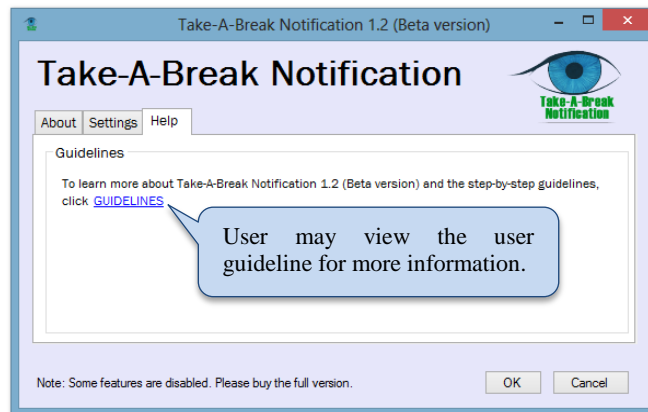 Take-A-Break Notification 1.2 (Beta version)
Take-A-Break Notification
Take-A-Break
Notification
About Settings Help
Guidelines
To learn more about Take-A-Break Notification 1.2 (Beta version) and the step-by-step guidelines,
click GUIDELINES
User may view the user
guideline for more information.
Note: Some features are disabled. Please buy the full version.
OK Cancel